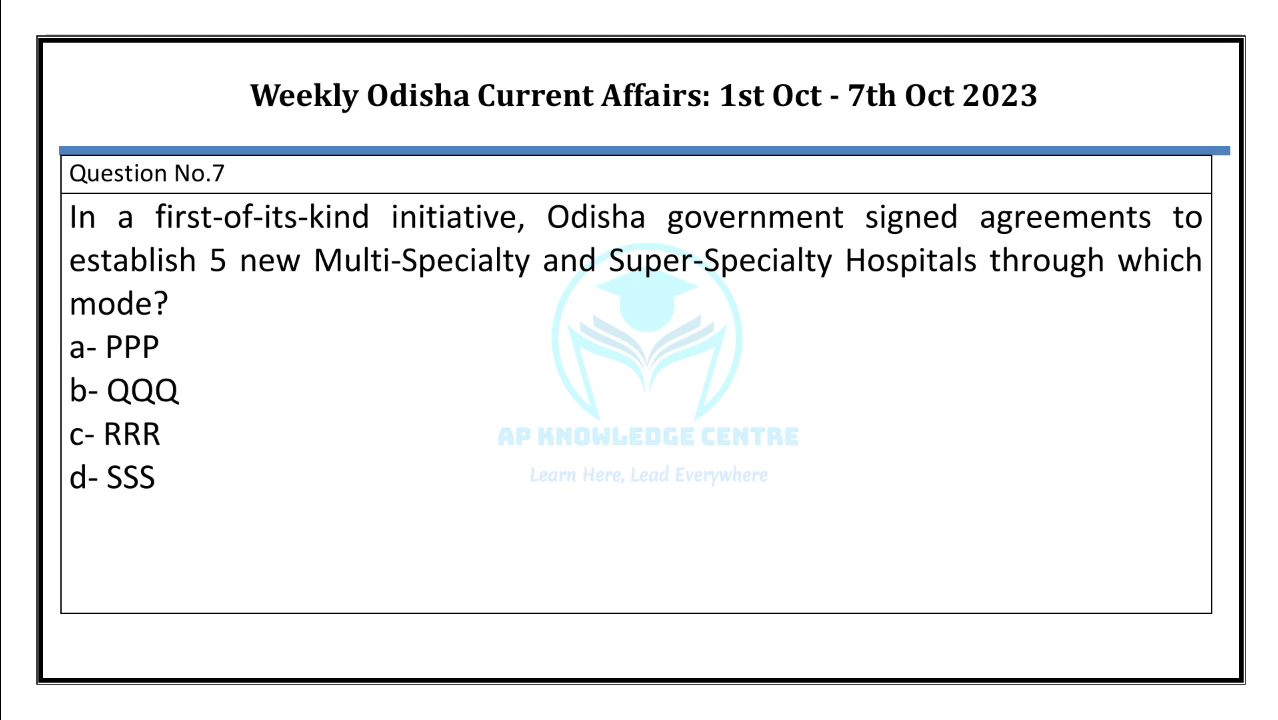 Weekly Odisha Current Affairs: 1st Oct - 7th Oct 2023
Question No.7
In a first-of-its-kind initiative, Odisha government signed agreements to
establish 5 new Multi-Specialty and Super-Specialty Hospitals through which
mode?
a- PPP
b- QQQ
c- RRR
d- SSS
AP KNOWLEDGE CENTRE
Learn Here, Lead Everywhere